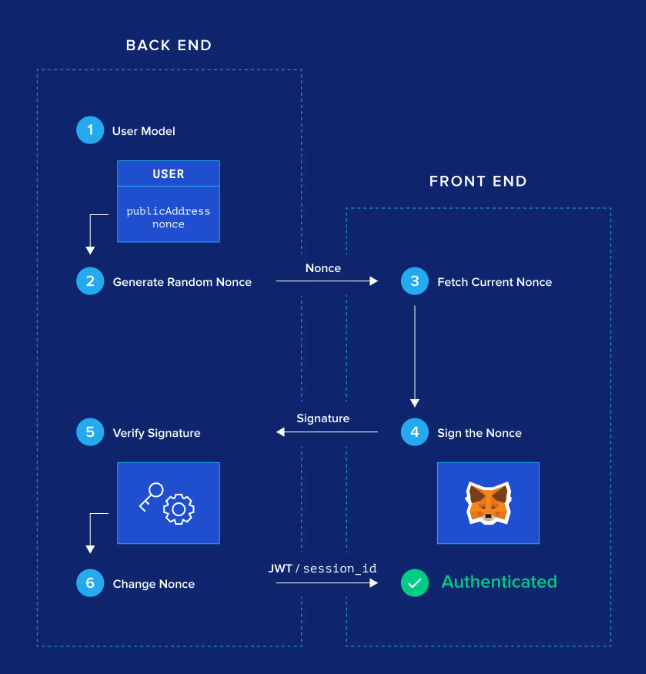 BACK END
1 User Model
USER
publicAddress
nonce
FRONT END
2 Generate Random Nonce
Nonce
3 Fetch Current Nonce
5 Verify Signature
Signature
4 Sign the Nonce
6 Change Nonce
JWT / session_id
Authenticated